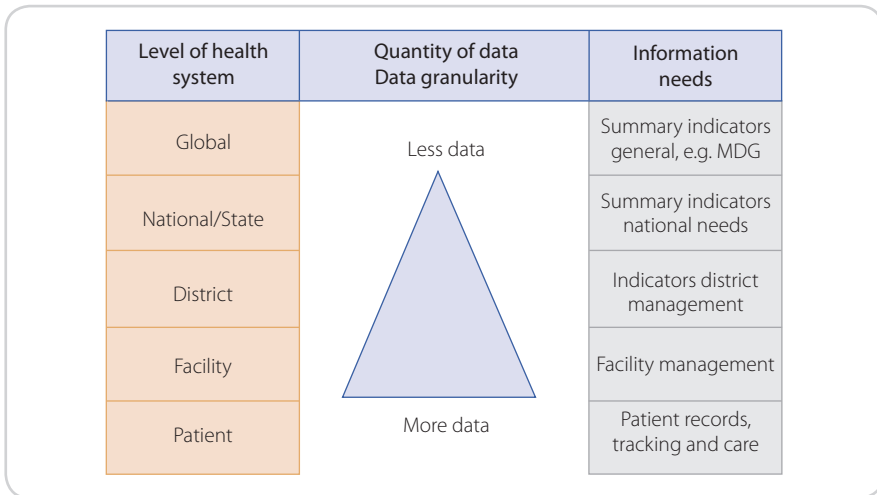 Level of health
system
Quantity of data
Data granularity
Information
needs
Global
Less data
Summary indicators
general, e.g. MDG
National/State
Summary indicators
national needs
District
Indicators district
management
Facility
Facility management
Patient
More data
Patient records,
tracking and care